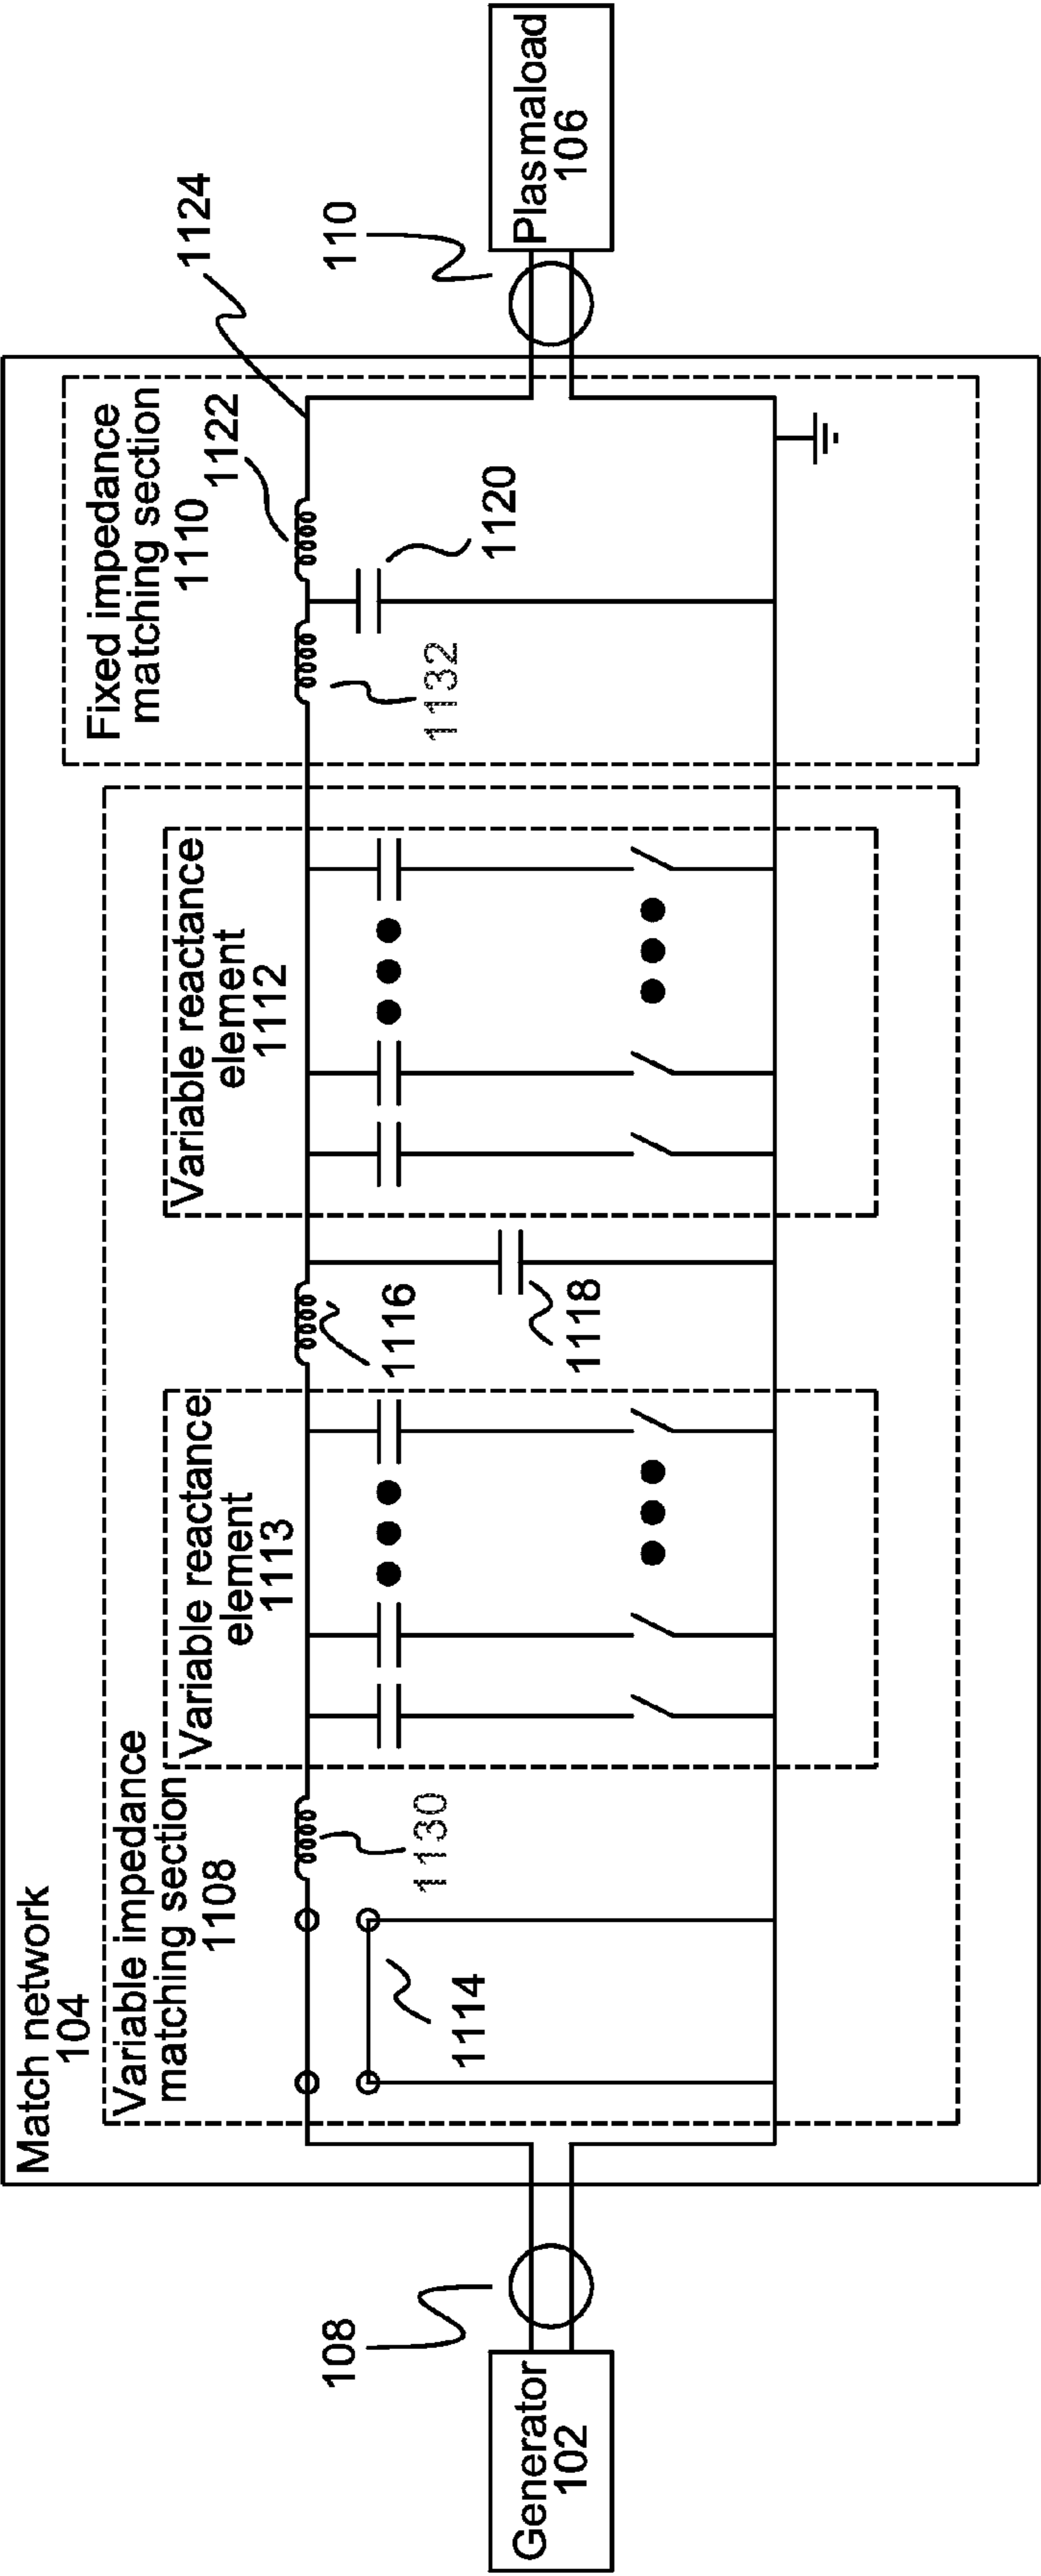 Match network
104
Variable impedance
matching section
1108
Variable reactance
element
1113
Variable reactance
element
1112
Fixed impedance
matching section
1110
1122
1124
110
108
1130
1114
1116
1118
1132
1120
Generator
102
Plasmaload
106